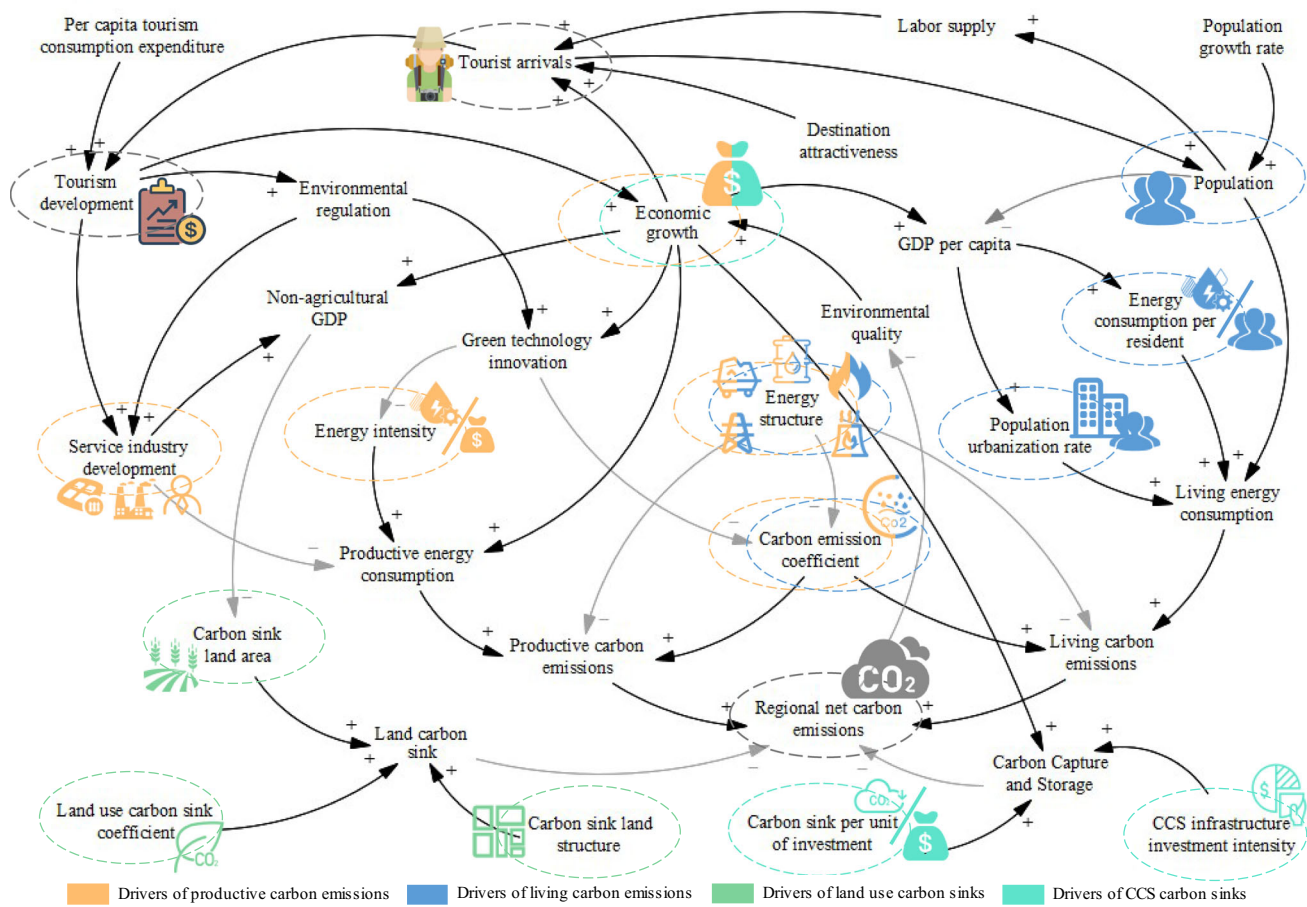 Per capita tourism
consumption expenditure
Labor supply
Population
growth rate
Tourist arrivals
Destination
attractiveness
Tourism
development
Environmental
regulation
Economic
growth
$
$
Population
GDP per capita
Non-agricultural
GDP
Green technology
innovation
Environmental
quality
Energy
consumption per
resident
Energy
structure
Energy intensity
$
Population
urbanization rate
Service industry
development
Living energy
consumption
Productive energy
consumption
Carbon emission
coefficient
Co2
Carbon sink
land area
Productive carbon
emissions
Living carbon
emissions
CO2
Regional net carbon
emissions
Land carbon
sink
Carbon Capture
and Storage
Land use carbon sink
coefficient
CO2
Carbon sink land
structure
Carbon sink per unit
of investment
CO2
$
CCS infrastructure
investment intensity
$
Drivers of productive carbon emissions
Drivers of living carbon emissions
Drivers of land use carbon sinks
Drivers of CCS carbon sinks